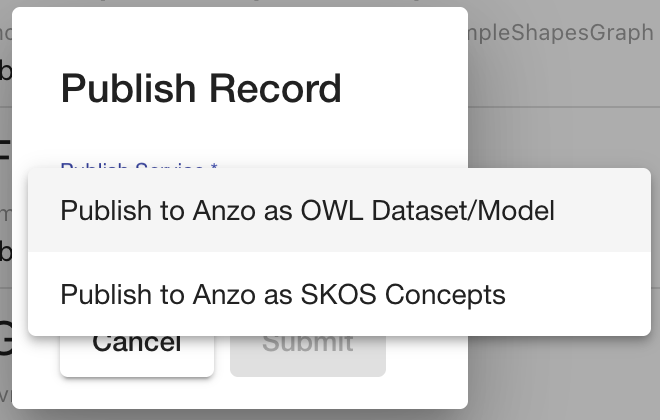 mpleShapesGraph
Publish Record
Publish Service *
Publish to Anzo as OWL Dataset/Model
Publish to Anzo as SKOS Concepts
Cancel
Submit